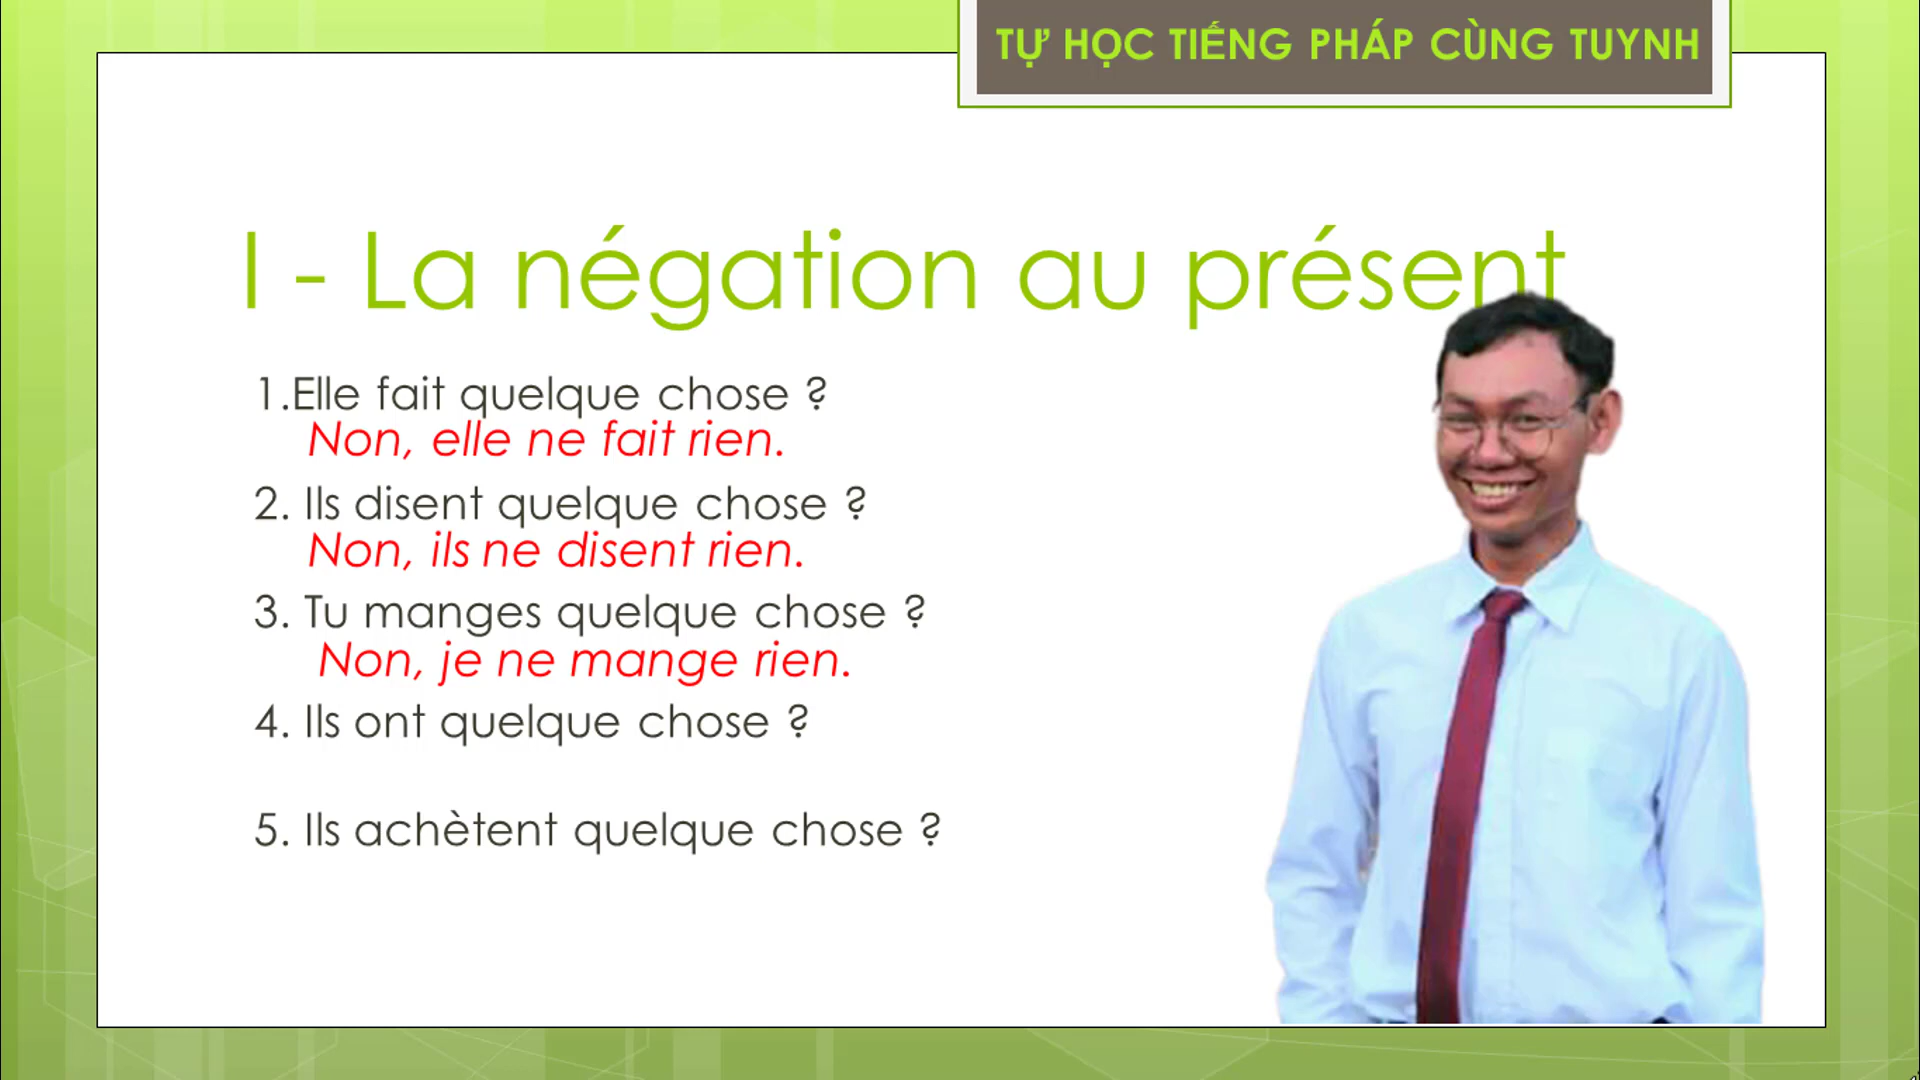 TỰ HỌC TIẾNG PHÁP CÙNG TUYNH
I - La négation au présent
1.Elle fait quelque chose ?
Non, elle ne fait rien.
2. Ils disent quelque chose ?
Non, ils ne disent rien.
3. Tu manges quelque chose ?
Non, je ne mange rien.
4. Ils ont quelque chose ?
5. Ils achètent quelque chose ?